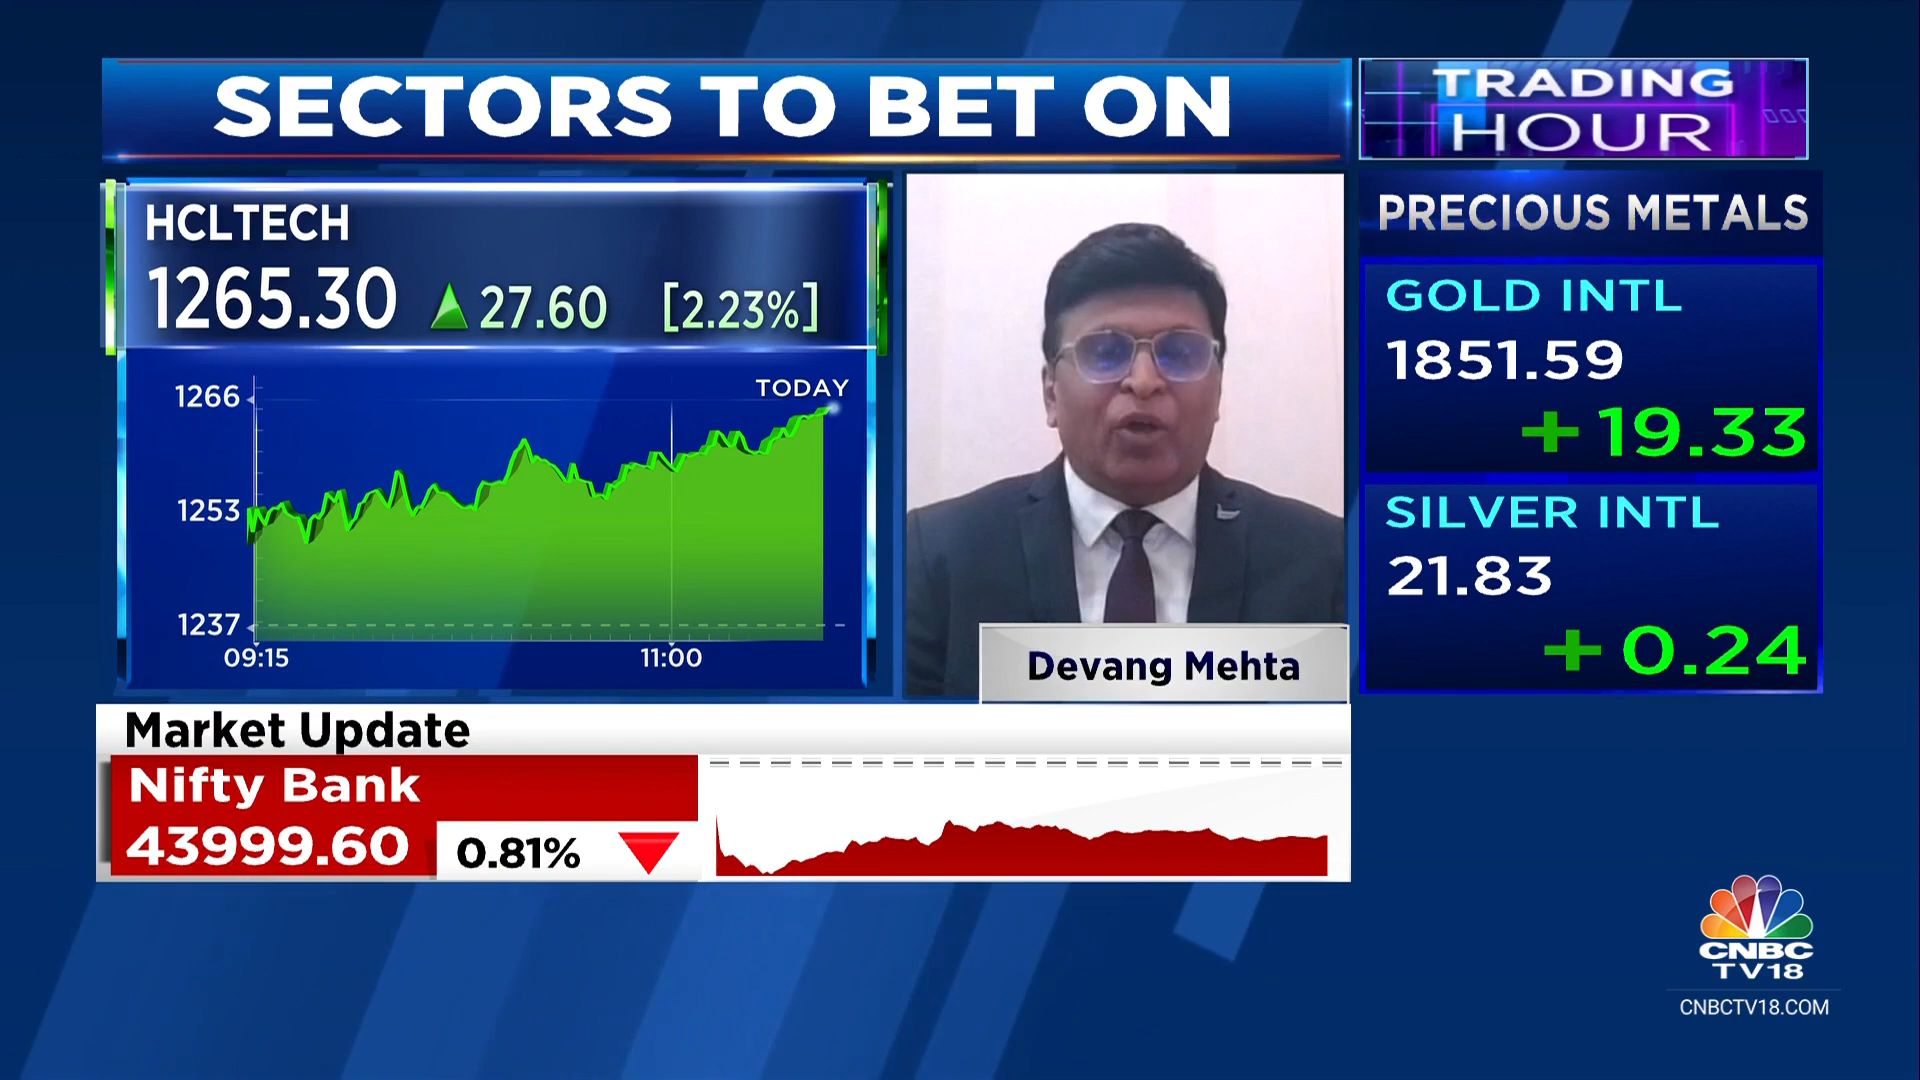 SECTORS TO BET ON
TRADING
HOUR
HCLTECH
1265.30 ▲ 27.60 [2.23%]
TODAY
1266
1253
1237
09:15
11:00
Devang Mehta
PRECIOUS METALS
GOLD INTL
1851.59
+ 19.33
SILVER INTL
21.83
+ 0.24
Market Update
Nifty Bank
43999.60 0.81% ▼
CNBC
TV18
CNBCTV18.COM